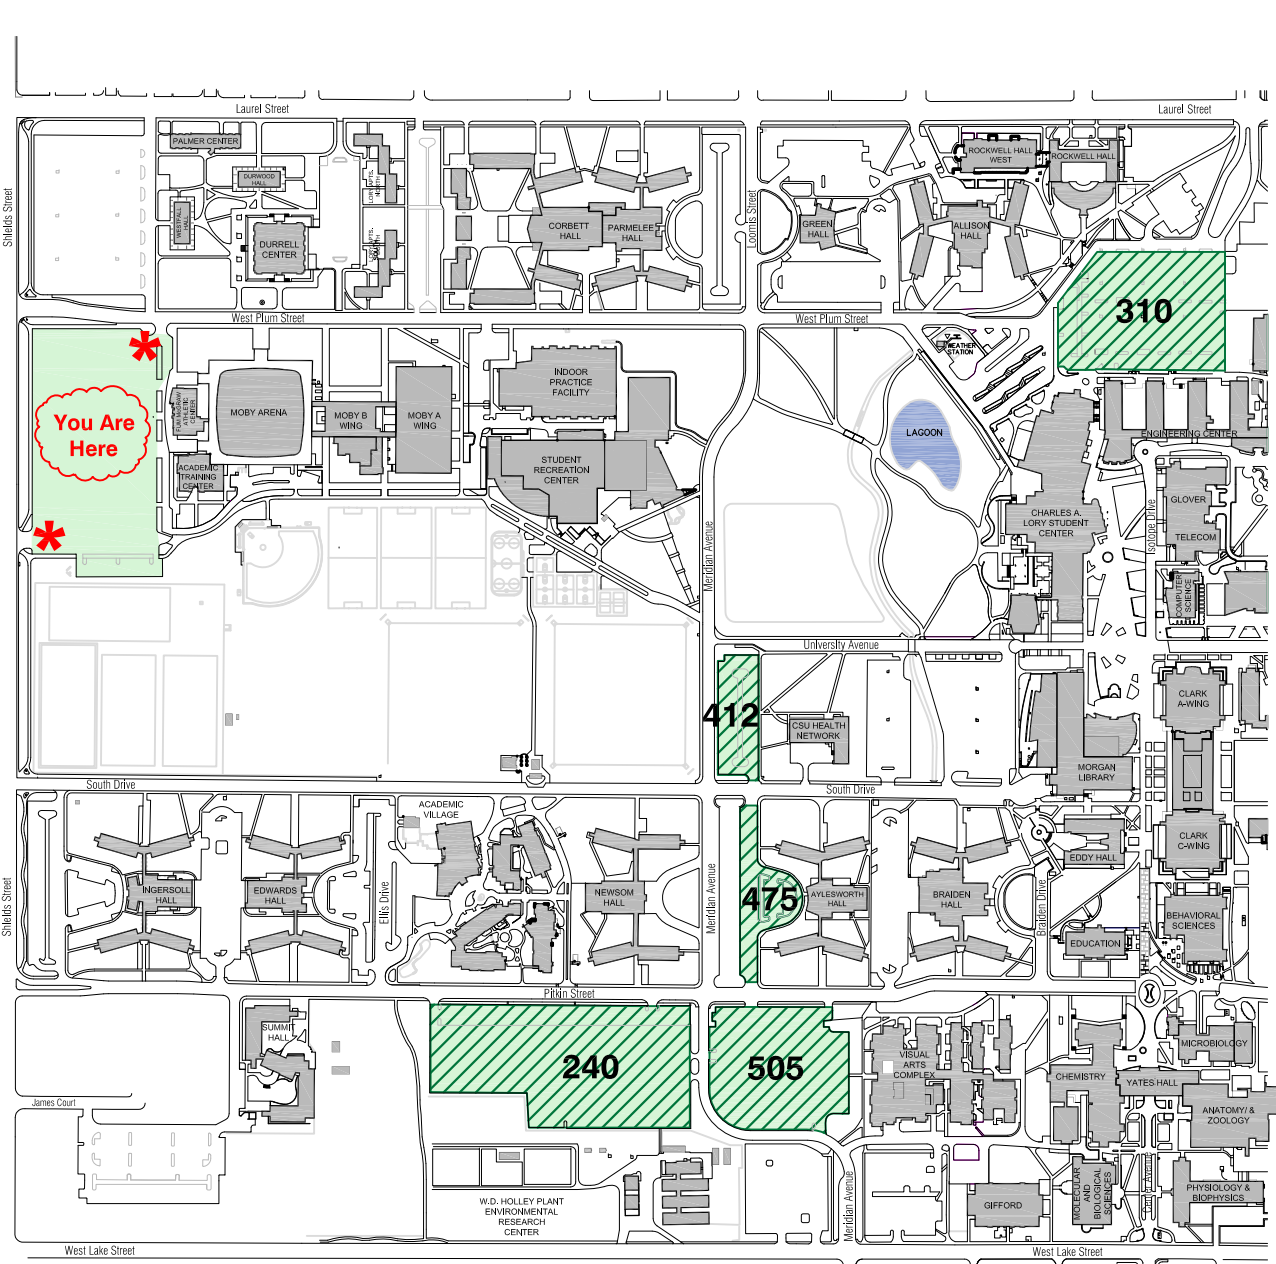 Laurel Street
Laurel Street
Shields Street
PALMER CENTER
DURWOOD
HALL
WESTFALL
HALL
DURRELL
CENTER
CORBETT
HALL
PARMELEE
HALL
Loomis Street
GREEN
HALL
ALLISON
HALL
ROCKWELL HALL
WEST
ROCKWELL HALL
310
West Plum Street
West Plum Street
WEATHER
STATION
You Are
Here
FUM McGRAW
ATHLETIC
CENTER
MOBY ARENA
MOBY B
WING
MOBY A
WING
ACADEMIC
TRAINING
CENTER
INDOOR
PRACTICE
FACILITY
STUDENT
RECREATION
CENTER
LAGOON
ENGINEERING CENTER
CHARLES A.
LORY STUDENT
CENTER
Isotope Drive
GLOVER
TELECOM
COMPUTER
SCIENCE
Meridian Avenue
University Avenue
412
CSU HEALTH
NETWORK
MORGAN
LIBRARY
CLARK
A-WING
CLARK
C-WING
South Drive
South Drive
ACADEMIC
VILLAGE
Shields Street
INGERSOLL
HALL
EDWARDS
HALL
Ellis Drive
NEWSOM
HALL
Meridian Avenue
475
AYLESWORTH
HALL
BRAIDEN
HALL
Braiden Drive
EDDY HALL
EDUCATION
BEHAVIORAL
SCIENCES
Pitkin Street
SUMMIT
HALL
240
505
VISUAL
ARTS
COMPLEX
CHEMISTRY
YATES HALL
MICROBIOLOGY
ANATOMY/ &
ZOOLOGY
James Court
W.D. HOLLEY PLANT
ENVIRONMENTAL
RESEARCH
CENTER
Meridian Avenue
GIFFORD
MOLECULAR
AND
BIOLOGICAL
SCIENCES
PHYSIOLOGY &
BIOPHYSICS
West Lake Street
West Lake Street